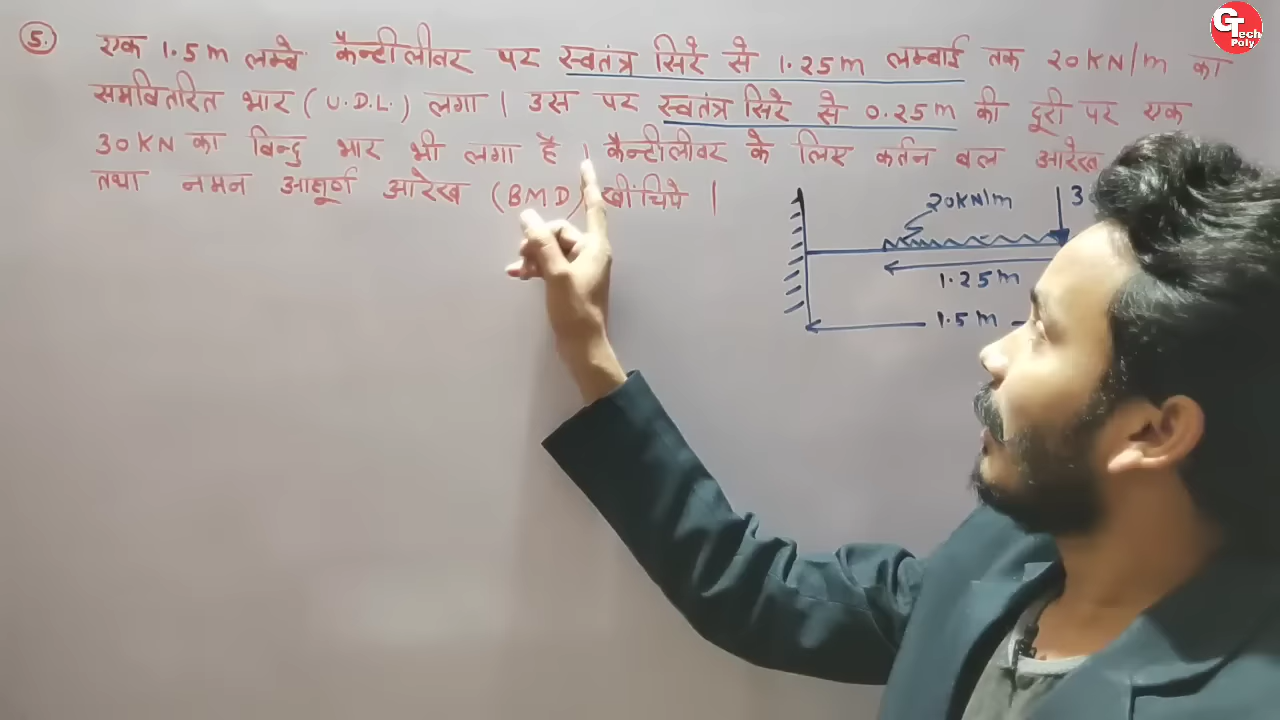 5. एक 1.5m लम्बे कैन्टीलीवर पर स्वतंत्र सिरे से 1.25m लम्बाई तक 20KN/m का
समवितरित भार (U.D.L.) लगा । उस पर स्वतंत्र सिरे से 0.25m की दूरी पर एक
30KN का बिन्दु भार भी लगा है । कैन्टीलीवर के लिए कर्तन बल आरेख
तथा नमन आघूर्ण आरेख (BMD) खींचिये ।
20KN/m
1.25m
1.5m
GTech Poly